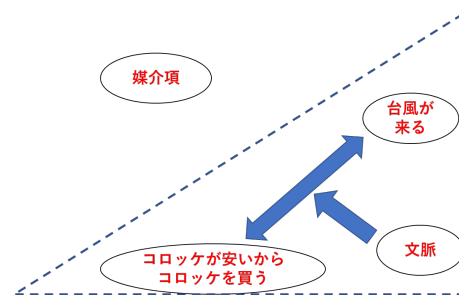 媒介項
台風が
来る
文脈
コロッケが安いから
コロッケを買う